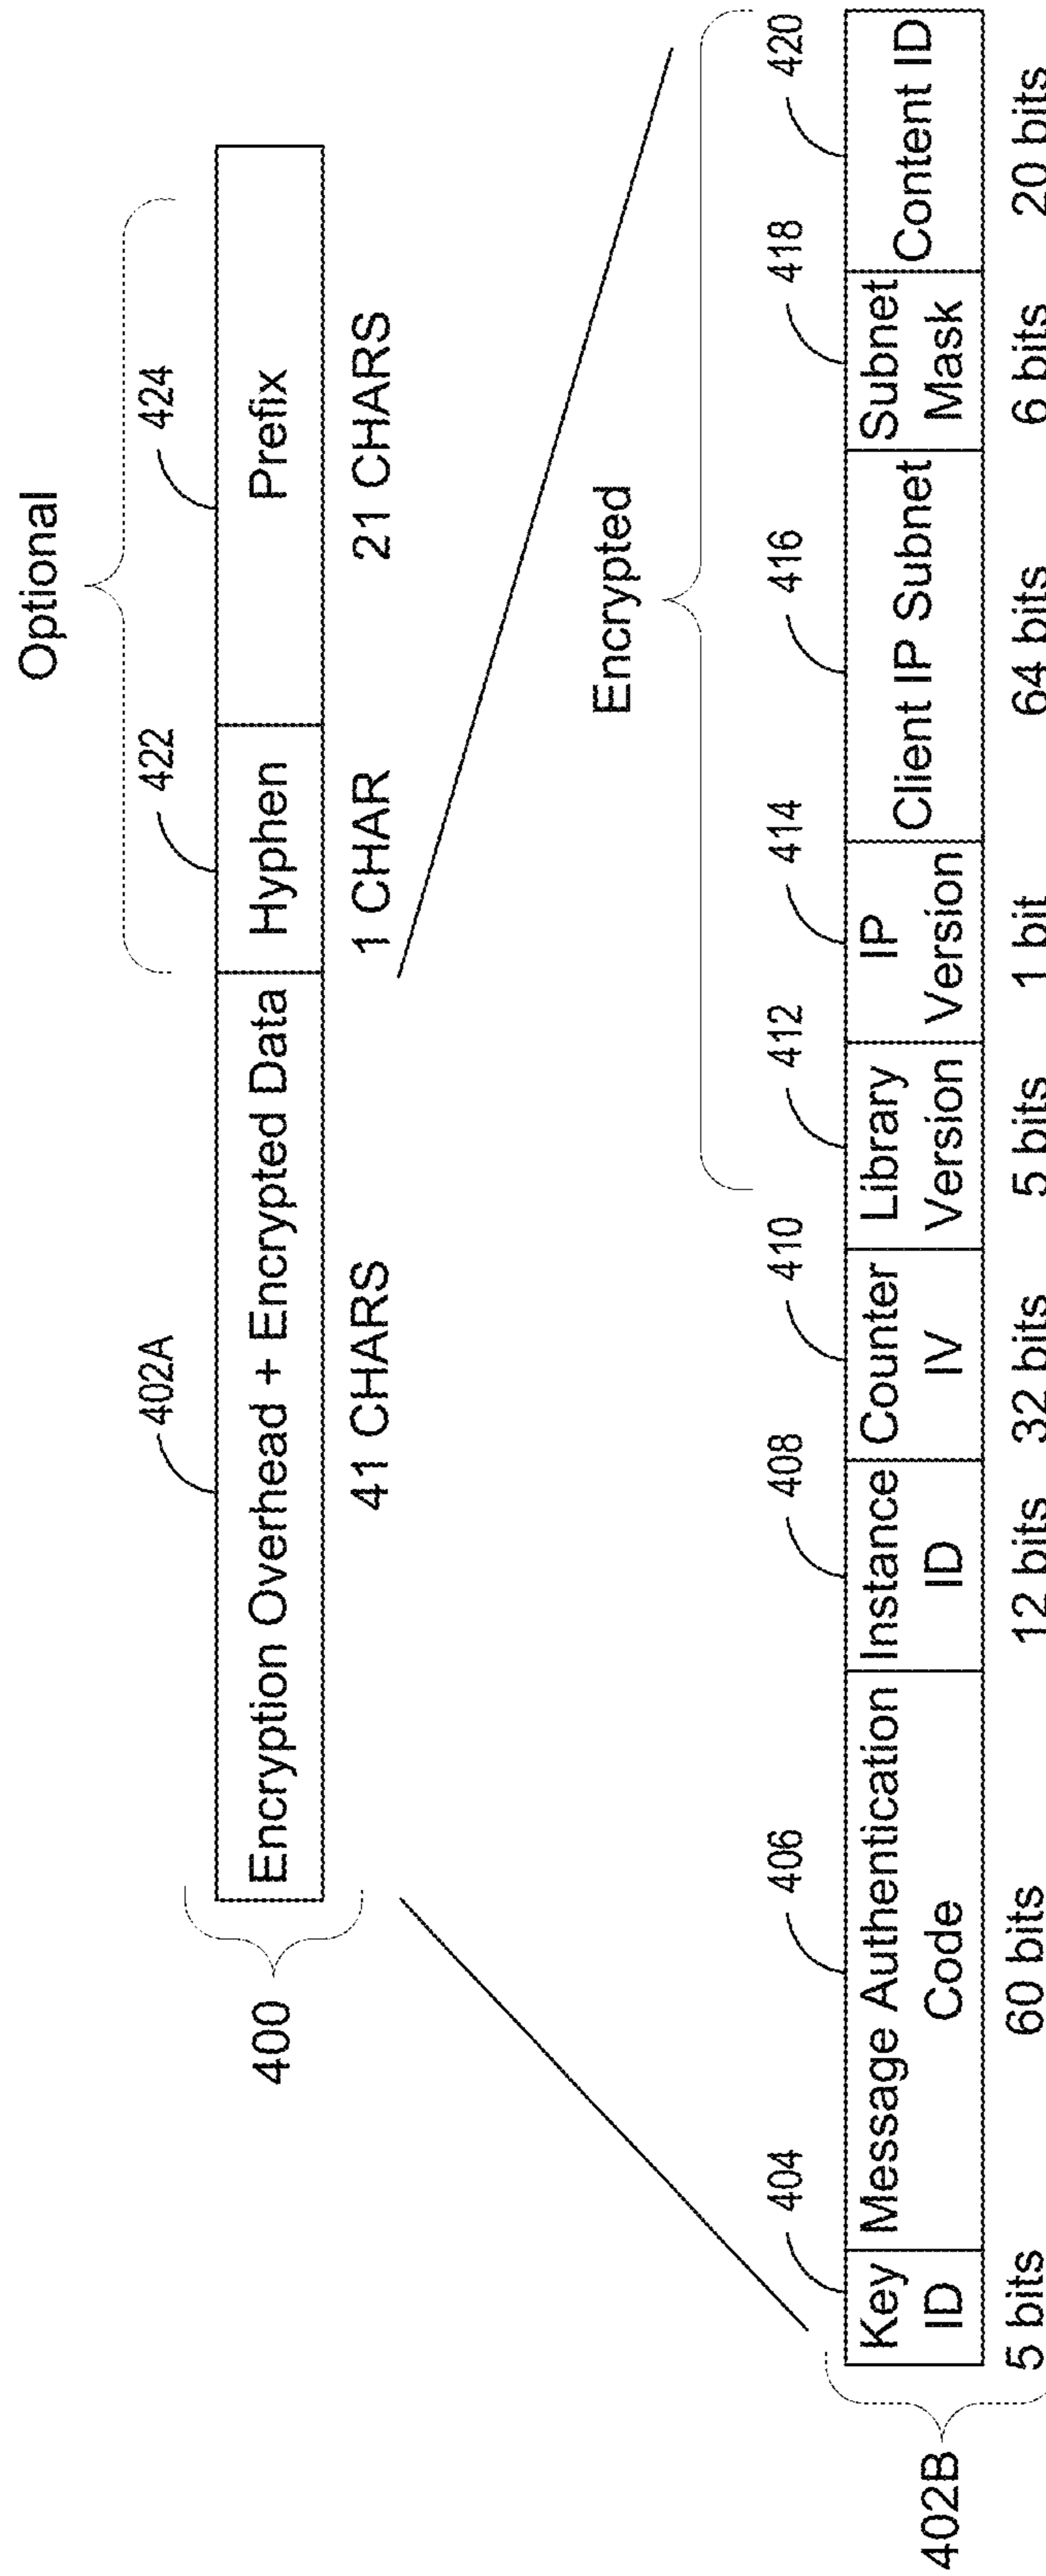 Optional
402A
422
424
400
Encryption Overhead + Encrypted Data
Hyphen
Prefix
41 CHARS
1 CHAR
21 CHARS
Encrypted
404
406
408
410
412
414
416
418
420
402B
Key
ID
Message Authentication
Code
Instance
ID
Counter
IV
Library
Version
IP
Version
Client IP Subnet
Subnet
Mask
Content ID
5 bits
60 bits
12 bits
32 bits
5 bits
1 bit
64 bits
6 bits
20 bits